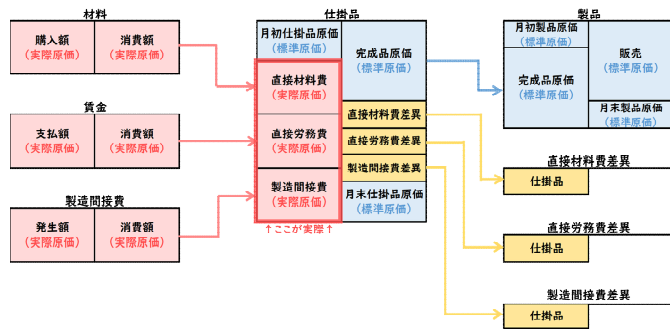 材料
購入額
(実際原価)
消費額
(実際原価)
賃金
支払額
(実際原価)
消費額
(実際原価)
製造間接費
発生額
(実際原価)
消費額
(実際原価)
仕掛品
月初仕掛品原価
(標準原価)
直接材料費
(実際原価)
直接労務費
(実際原価)
製造間接費
(実際原価)
↑ここが実際↑
完成品原価
(標準原価)
直接材料費差異
直接労務費差異
製造間接費差異
月末仕掛品原価
(標準原価)
製品
月初製品原価
(標準原価)
完成品原価
(標準原価)
販売
(標準原価)
月末製品原価
(標準原価)
直接材料費差異
仕掛品
直接労務費差異
仕掛品
製造間接費差異
仕掛品